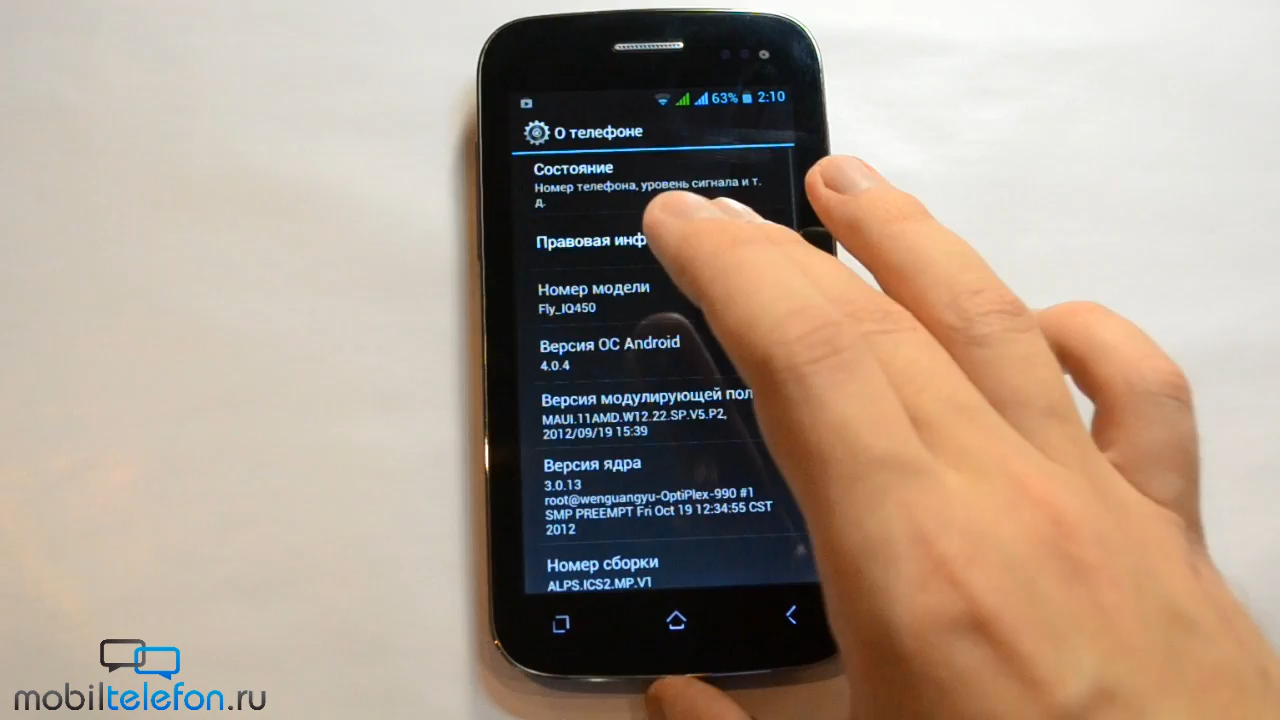 63% 2:10
О телефоне
Состояние
Номер телефона, уровень сигнала и т.
д.
Правовая инф
Номер модели
Fly_IQ450
Версия ОС Android
4.0.4
Версия модулирующей пол
MAUI.11AMD.W12.22.SP.V5.P2,
2012/09/19 15:39
Версия ядра
3.0.13
root@wenguangyu-OptiPlex-990 #1
SMP PREEMPT Fri Oct 19 12:34:55 CST
2012
Номер сборки
ALPS.ICS2.MP.V1
mobiltelefon.ru